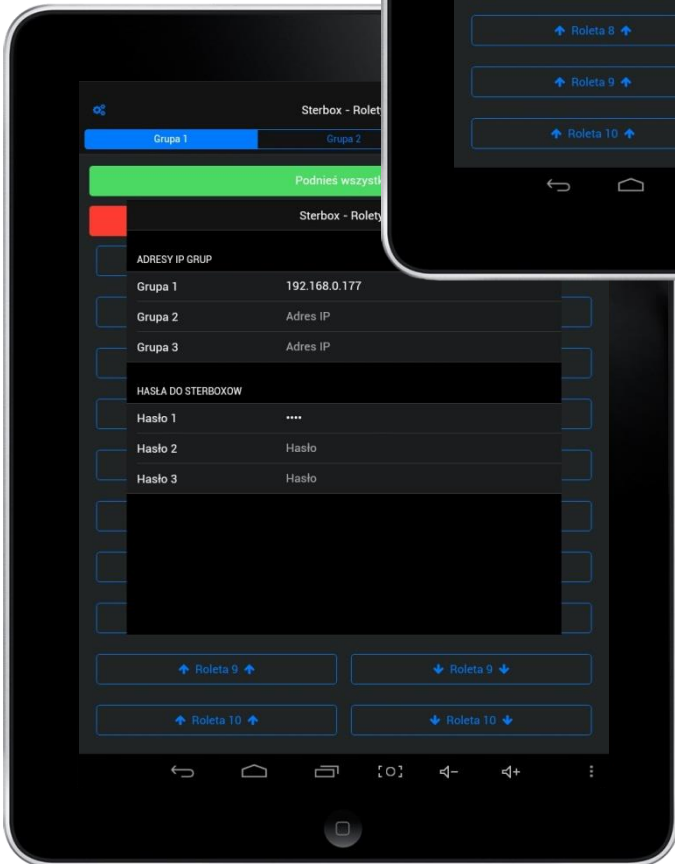 Roleta 8
Roleta 9
Roleta 10
Sterbox - Rolety
Grupa 1
Grupa 2
Podnieś
Sterbox - Rolety
ADRESY IP GRUP
Grupa 1 192.168.0.177
Grupa 2 Adres IP
Grupa 3 Adres IP
HASŁA DO STERBOXOW
Hasło 1 ••••
Hasło 2 Hasło
Hasło 3 Hasło
Roleta 9 Roleta 9
Roleta 10 Roleta 10